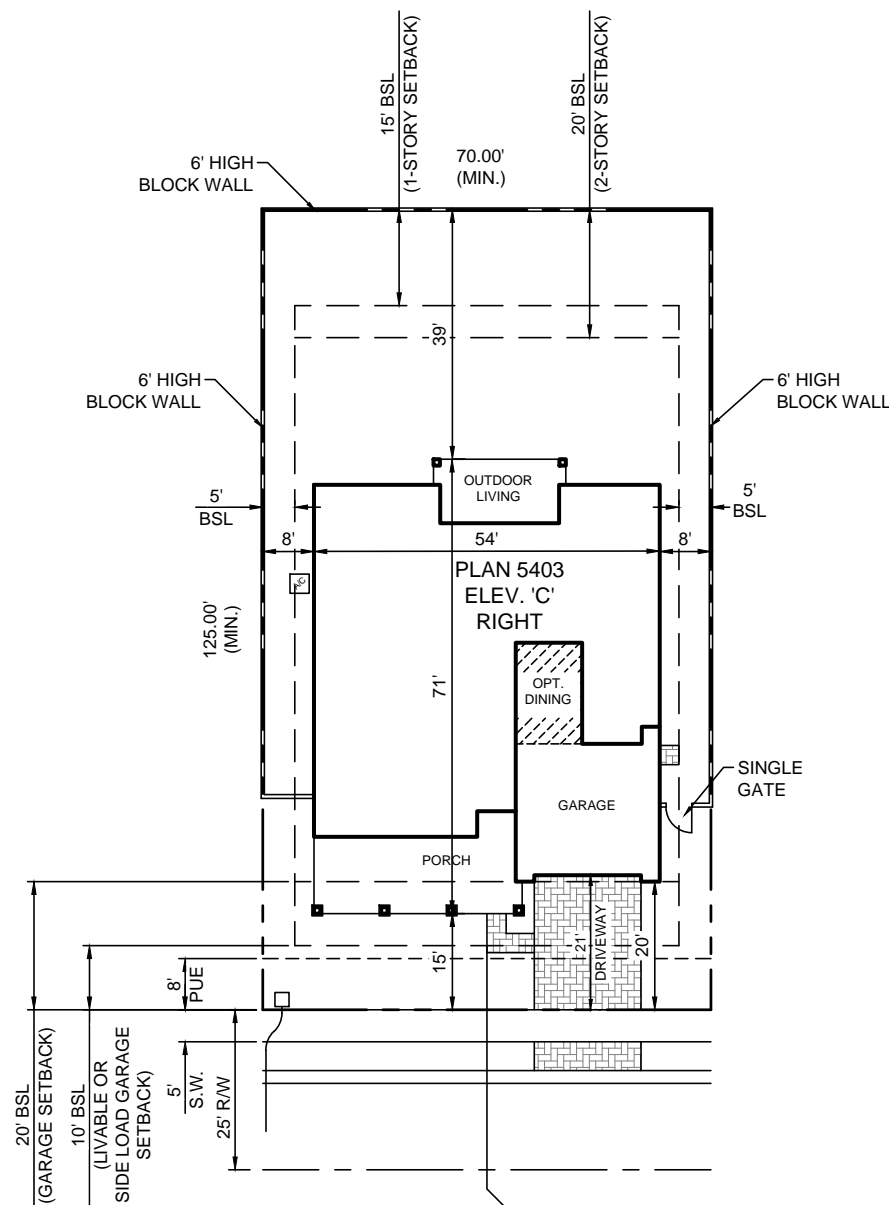 15' BSL
(1-STORY SETBACK)
20' BSL
(2-STORY SETBACK)
70.00'
(MIN.)
6' HIGH
BLOCK WALL
39'
6' HIGH
BLOCK WALL
6' HIGH
BLOCK WALL
OUTDOOR
LIVING
5'
BSL
5'
BSL
8'
54'
8'
PLAN 5403
ELEV. 'C'
RIGHT
A/C
125.00'
(MIN.)
71'
OPT.
DINING
SINGLE
GATE
GARAGE
PORCH
15'
21'
DRIVEWAY
20'
8'
PUE
5'
S.W.
25' R/W
20' BSL
(GARAGE SETBACK)
10' BSL
(LIVABLE OR
SIDE LOAD GARAGE
SETBACK)